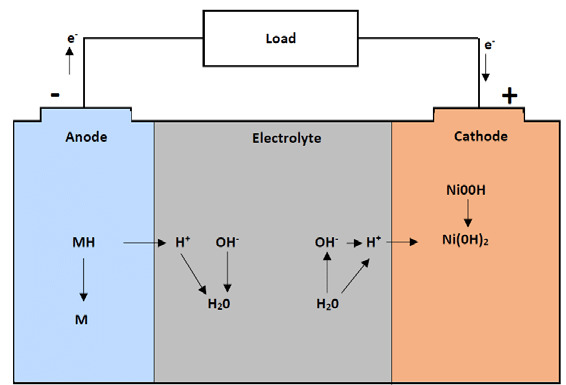 Load
e-
e-
-
+
Anode
Electrolyte
Cathode
Ni00H
MH
H+
OH-
OH-
H+
Ni(0H)2
H20
H20
M